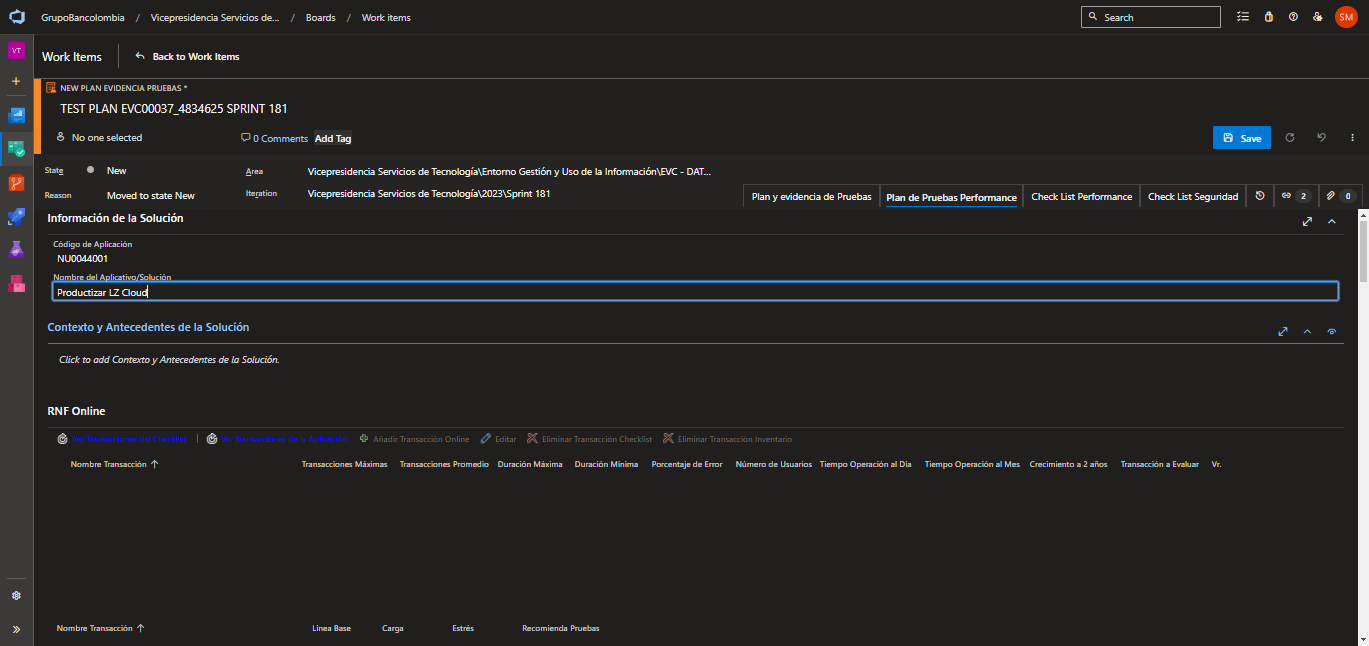 GrupoBancolombia / Vicepresidencia Servicios de... / Boards / Work items
Search
SM
VT
Work Items
Back to Work Items
NEW PLAN EVIDENCIA PRUEBAS *
TEST PLAN EVC00037_4834625 SPRINT 181
No one selected
0 Comments
Add Tag
Save
State
New
Area
Vicepresidencia Servicios de Tecnología\Entorno Gestión y Uso de la Información\EVC - DAT...
Reason
Moved to state New
Iteration
Vicepresidencia Servicios de Tecnología\2023\Sprint 181
Plan y evidencia de Pruebas
Plan de Pruebas Performance
Check List Performance
Check List Seguridad
2
0
Información de la Solución
Código de Aplicación
NU0044001
Nombre del Aplicativo/Solución
Productizar LZ Cloud
Contexto y Antecedentes de la Solución
Click to add Contexto y Antecedentes de la Solución.
RNF Online
Ver Transacciones del Checklist | Ver Transacciones de la Aplicación Añadir Transacción Online Editar Eliminar Transacción Checklist Eliminar Transacción Inventario
Nombre Transacción ↑ Transacciones Máximas Transacciones Promedio Duración Máxima Duración Mínima Porcentaje de Error Número de Usuarios Tiempo Operación al Dia Tiempo Operación al Mes Crecimiento a 2 años Transacción a Evaluar Vr.
Nombre Transacción ↑ Línea Base Carga Estrés Recomienda Pruebas